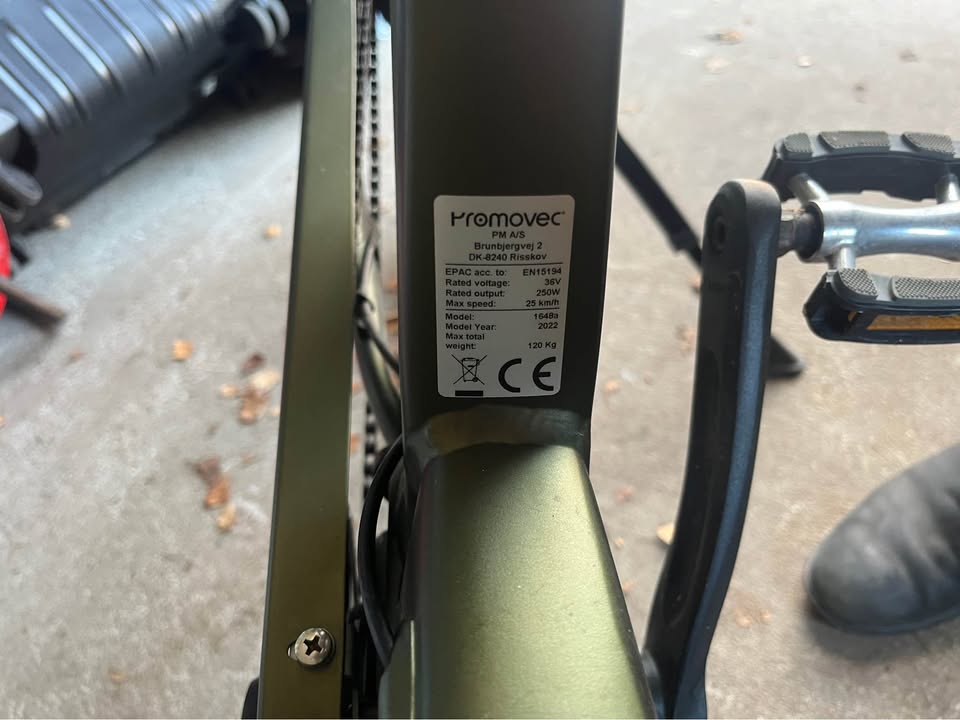 Promovec®
PM A/S
Brunbjergvej 2
DK-8240 Risskov
EPAC acc. to: EN15194
Rated voltage: 36V
Rated output: 250W
Max speed: 25 km/h
Model: 1648a
Model Year: 2022
Max total
weight: 120 Kg
CE